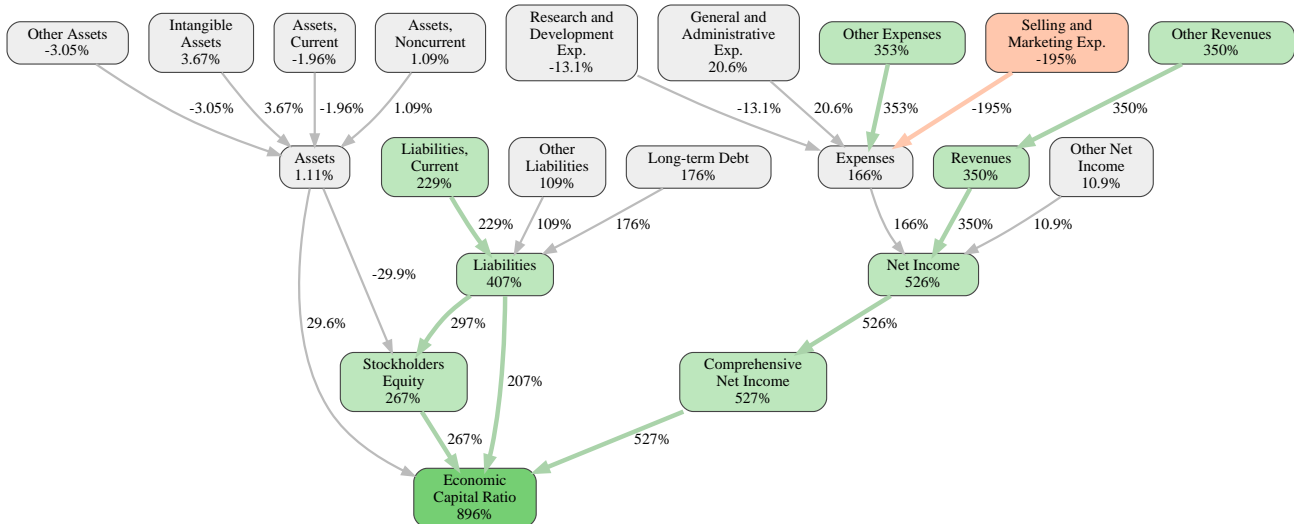 Other Assets
-3.05%
Intangible
Assets
3.67%
Assets,
Current
-1.96%
Assets,
Noncurrent
1.09%
Research and
Development
Exp.
-13.1%
General and
Administrative
Exp.
20.6%
Other Expenses
353%
Selling and
Marketing Exp.
-195%
Other Revenues
350%
-3.05%
3.67%
-1.96%
1.09%
-13.1%
20.6%
353%
-195%
350%
Assets
1.11%
Liabilities,
Current
229%
Other
Liabilities
109%
Long-term Debt
176%
Expenses
166%
Revenues
350%
Other Net
Income
10.9%
229%
109%
176%
166%
350%
10.9%
-29.9%
Liabilities
407%
Net Income
526%
29.6%
297%
526%
Stockholders
Equity
267%
207%
Comprehensive
Net Income
527%
267%
527%
Economic
Capital Ratio
896%